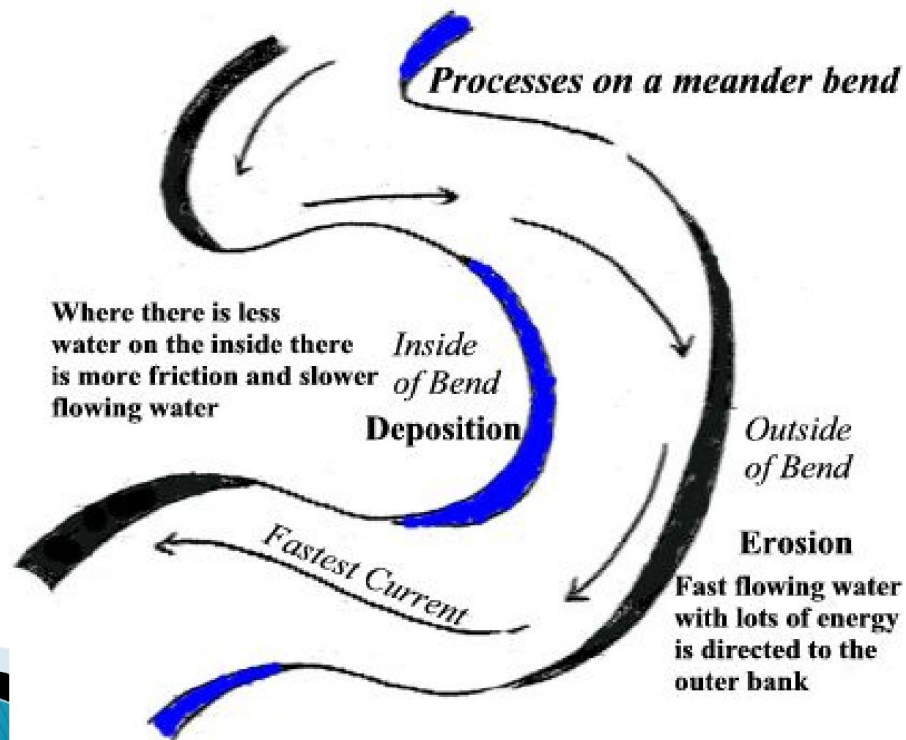 Processes on a meander bend
Where there is less
water on the inside there
is more friction and slower
flowing water
Inside
of Bend
Deposition
Outside
of Bend
Erosion
Fast flowing water
with lots of energy
is directed to the
outer bank
Fastest Current